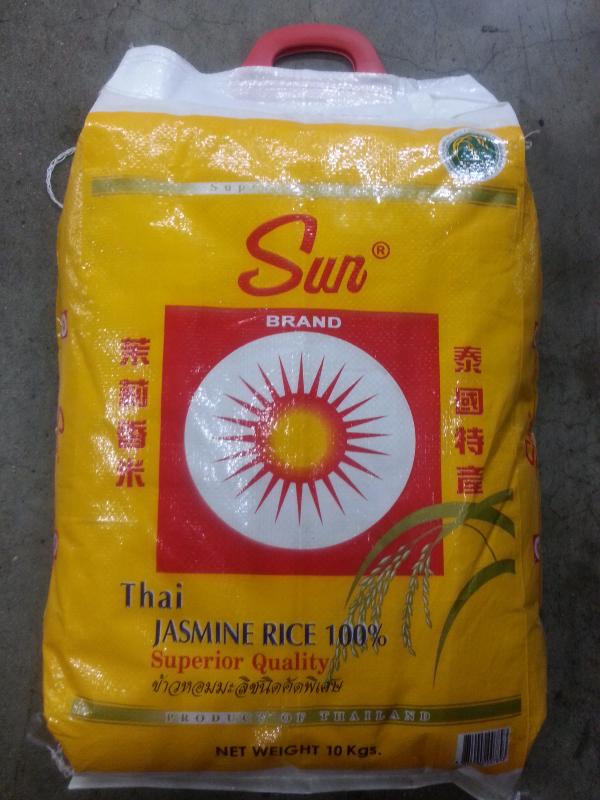 Sun®
BRAND
茉莉香米
泰國特產
Thai
JASMINE RICE 100%
Superior Quality
ข้าวหอมมะลิชนิดคัดพิเศษ
PRODUCT OF THAILAND
NET WEIGHT 10 Kgs.